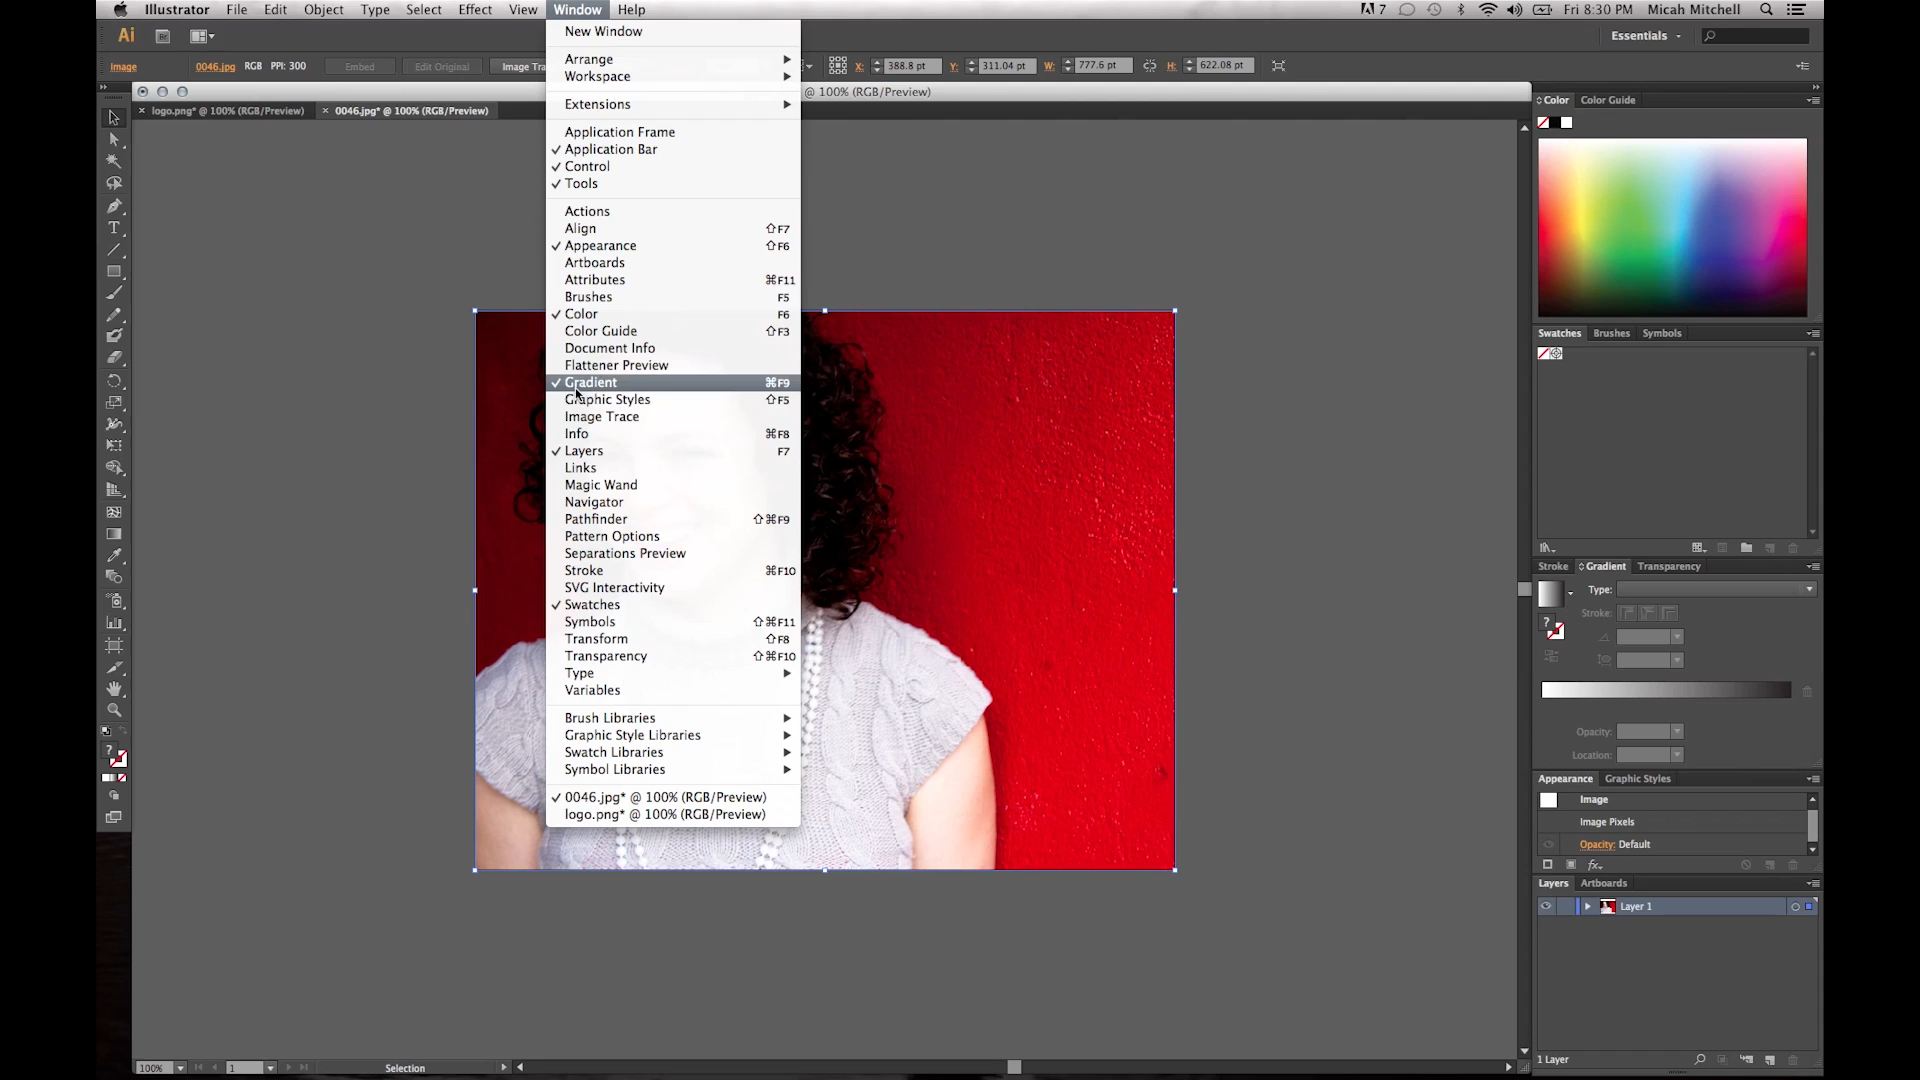 Illustrator File Edit Object Type Select Effect View Window Help
7 Fri 8:30 PM Micah Mitchell
Ai Br
Essentials
Image 0046.jpg RGB PPI: 300 Embed Edit Original Image Tra
X: 388.8 pt Y: 311.04 pt W: 777.6 pt H: 622.08 pt
@ 100% (RGB/Preview)
logo.png* @ 100% (RGB/Preview)
0046.jpg* @ 100% (RGB/Preview)
New Window
Arrange
Workspace
Extensions
Application Frame
✓ Application Bar
✓ Control
✓ Tools
Actions
Align ⇧F7
✓ Appearance ⇧F6
Artboards
Attributes ⌘F11
Brushes F5
✓ Color F6
Color Guide ⇧F3
Document Info
Flattener Preview
✓ Gradient ⌘F9
Graphic Styles ⇧F5
Image Trace
Info ⌘F8
✓ Layers F7
Links
Magic Wand
Navigator
Pathfinder ⇧⌘F9
Pattern Options
Separations Preview
Stroke ⌘F10
SVG Interactivity
✓ Swatches
Symbols ⇧⌘F11
Transform ⇧F8
Transparency ⇧⌘F10
Type
Variables
Brush Libraries
Graphic Style Libraries
Swatch Libraries
Symbol Libraries
✓ 0046.jpg* @ 100% (RGB/Preview)
logo.png* @ 100% (RGB/Preview)
Color Color Guide
Swatches Brushes Symbols
Stroke Gradient Transparency
Type:
Stroke:
?
Opacity:
Location:
Appearance Graphic Styles
Image
Image Pixels
Opacity: Default
fx
Layers Artboards
Layer 1
1 Layer
T
?
100% 1 Selection